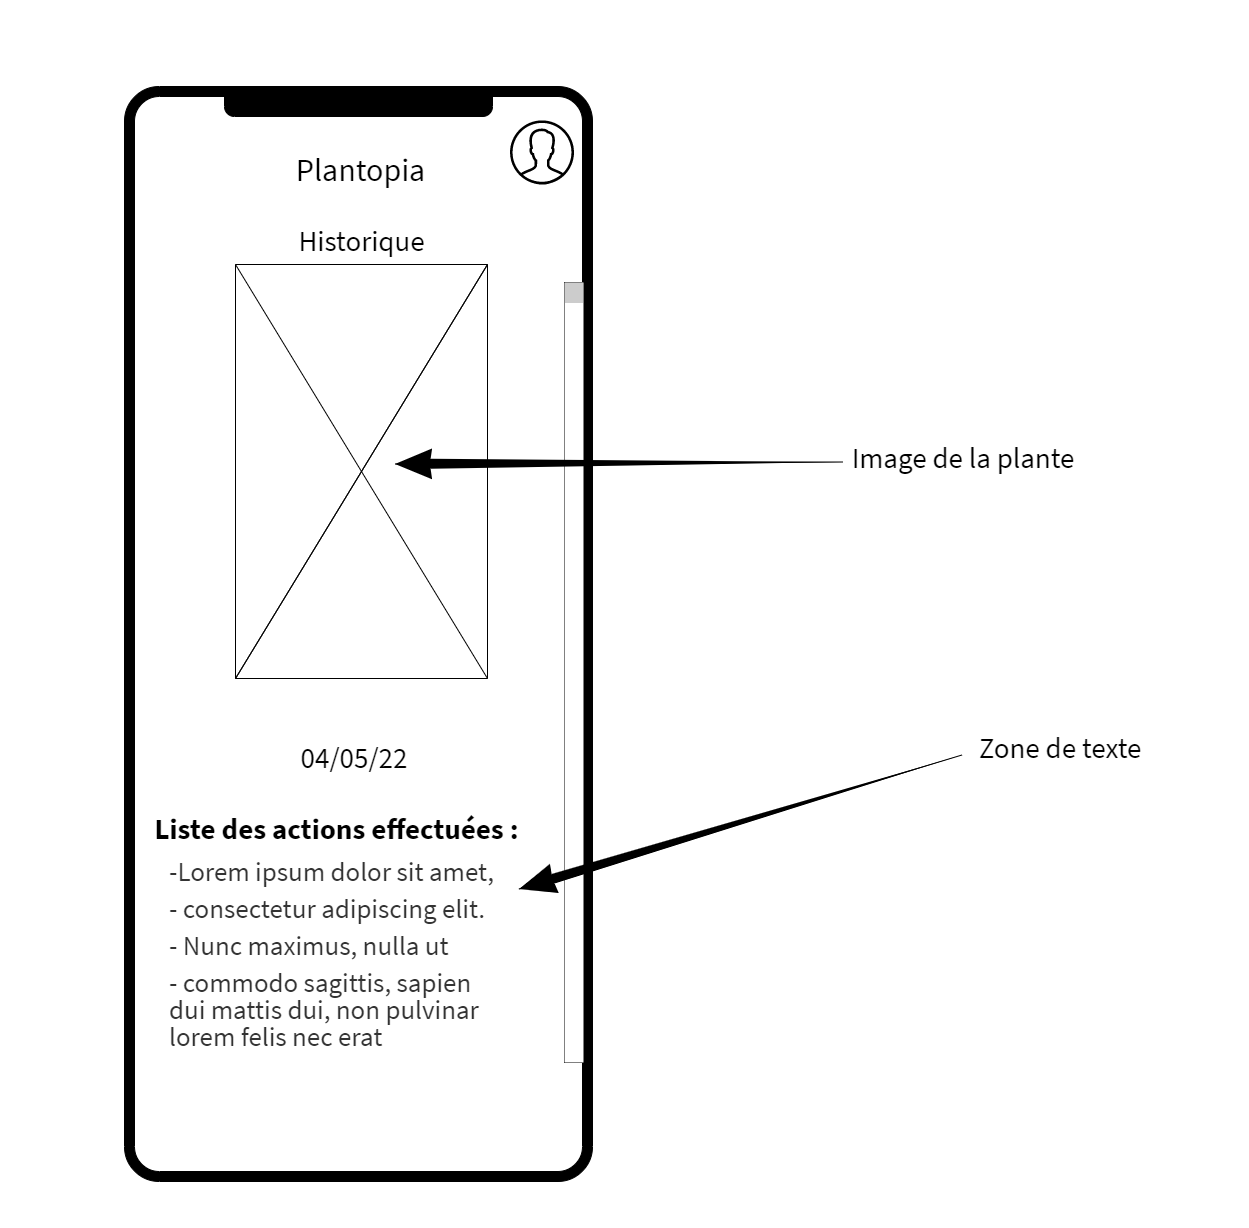 Plantopia
Historique
Image de la plante
04/05/22
Zone de texte
Liste des actions effectuées :
-Lorem ipsum dolor sit amet,
- consectetur adipiscing elit.
- Nunc maximus, nulla ut
- commodo sagittis, sapien
dui mattis dui, non pulvinar
lorem felis nec erat